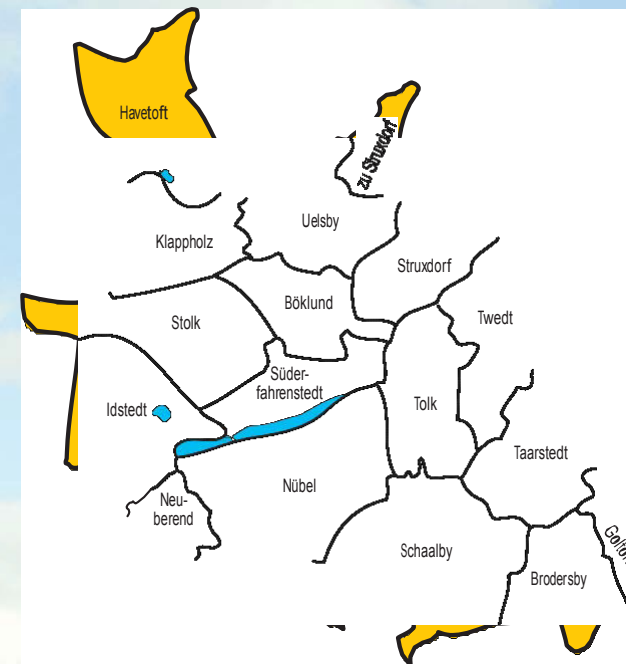 Havetoft
zu Struxdorf
Uelsby
Klappholz
Struxdorf
Böklund
Twedt
Stolk
Süder-
fahrenstedt
Idstedt
Tolk
Taarstedt
Nübel
Neu-
berend
Schaalby
Brodersby